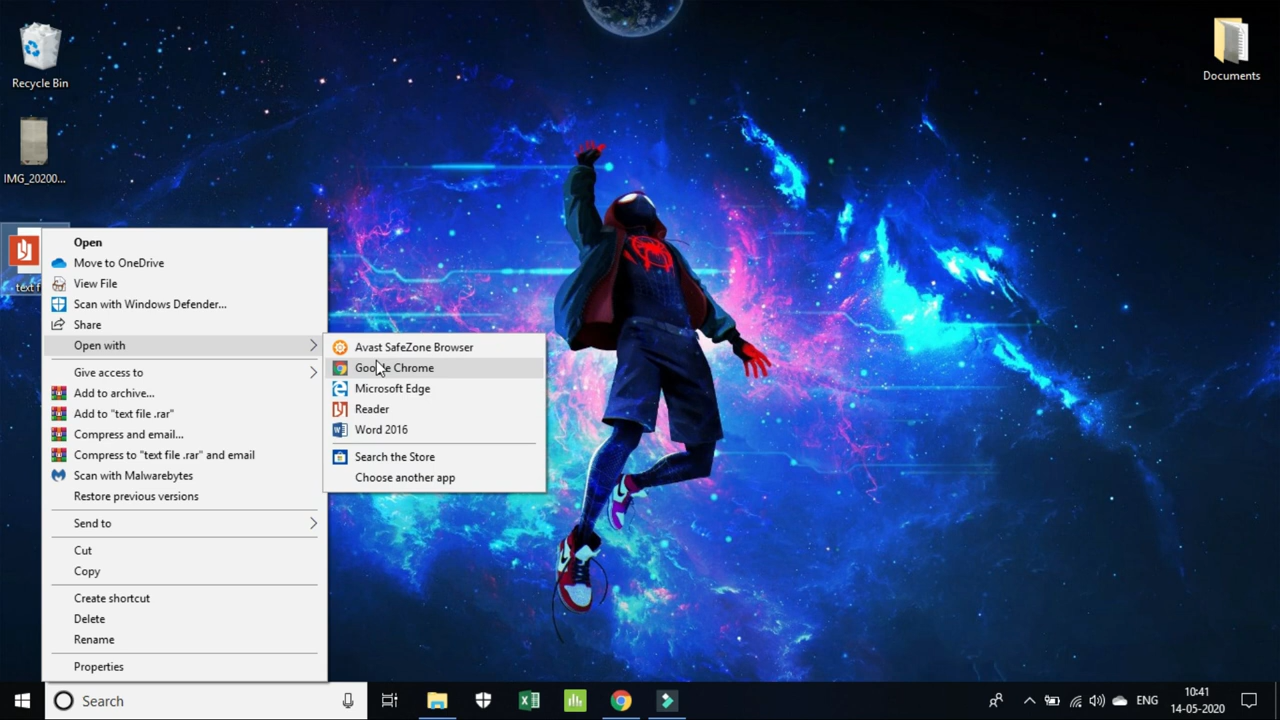 Recycle Bin
Documents
IMG_20200...
text f
Open
Move to OneDrive
View File
Scan with Windows Defender...
Share
Open with
Give access to
Add to archive...
Add to "text file .rar"
Compress and email...
Compress to "text file .rar" and email
Scan with Malwarebytes
Restore previous versions
Send to
Cut
Copy
Create shortcut
Delete
Rename
Properties
Avast SafeZone Browser
Google Chrome
Microsoft Edge
Reader
Word 2016
Search the Store
Choose another app
Search
ENG
10:41
14-05-2020